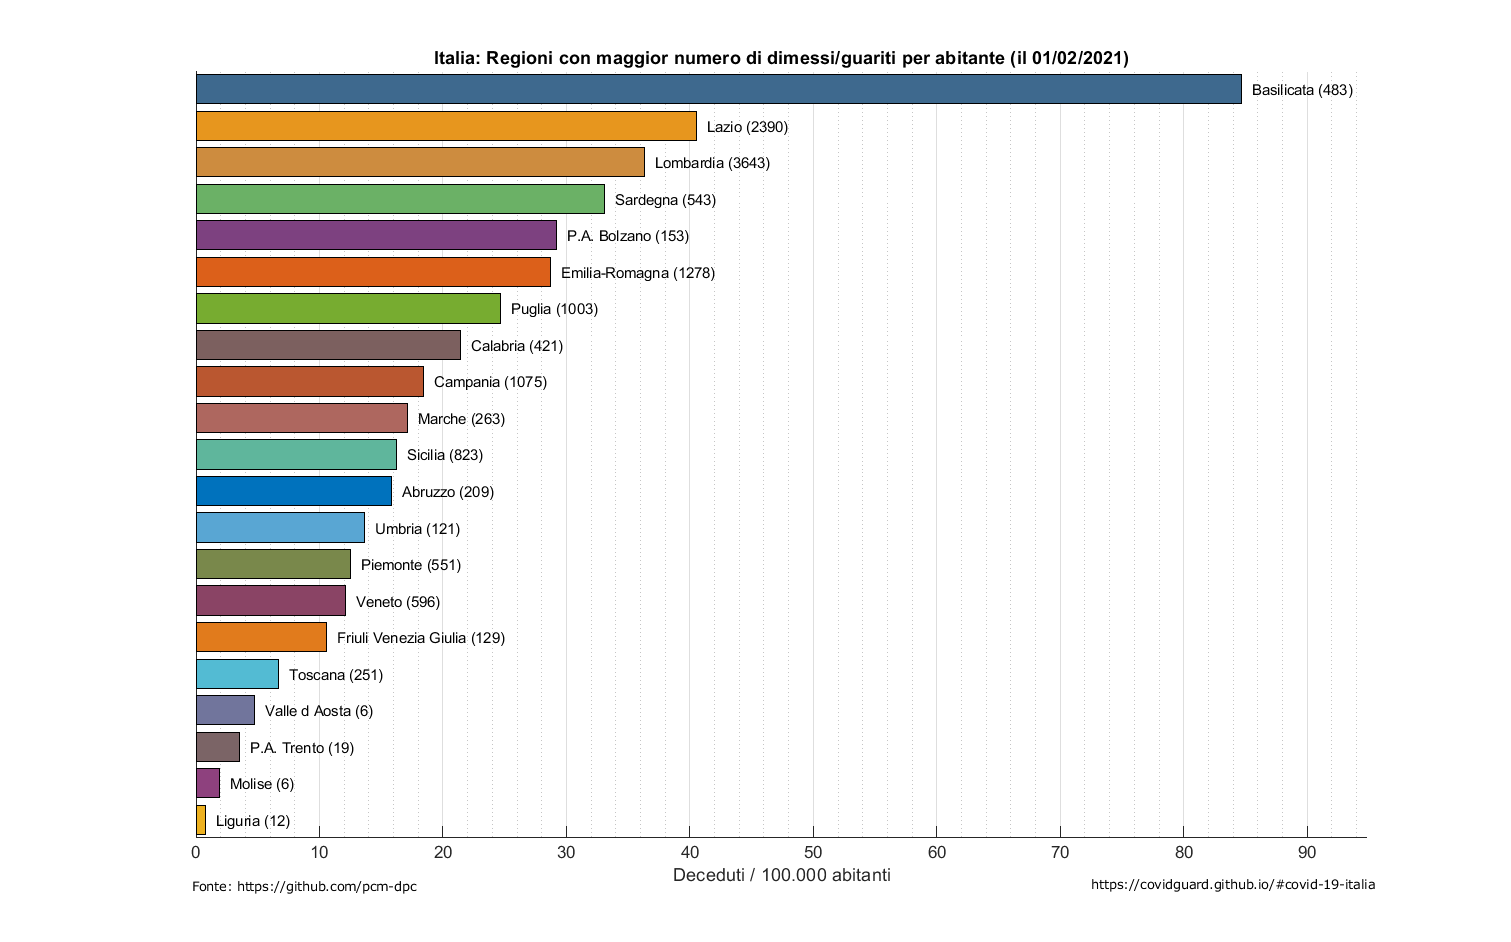 Italia: Regioni con maggior numero di dimessi/guariti per abitante (il 01/02/2021)
Basilicata (483)
Lazio (2390)
Lombardia (3643)
Sardegna (543)
P.A. Bolzano (153)
Emilia-Romagna (1278)
Puglia (1003)
Calabria (421)
Campania (1075)
Marche (263)
Sicilia (823)
Abruzzo (209)
Umbria (121)
Piemonte (551)
Veneto (596)
Friuli Venezia Giulia (129)
Toscana (251)
Valle d Aosta (6)
P.A. Trento (19)
Molise (6)
Liguria (12)
0 10 20 30 40 50 60 70 80 90
Deceduti / 100.000 abitanti
Fonte: https://github.com/pcm-dpc
https://covidguard.github.io/#covid-19-italia